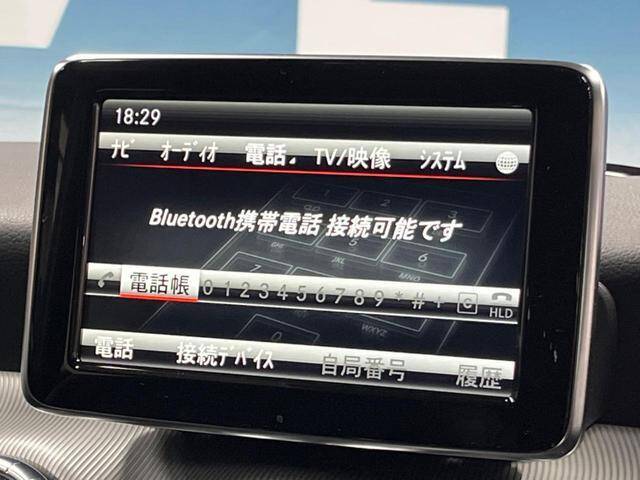 18:29
ナビ オーディオ 電話 TV/映像 システム
Bluetooth携帯電話 接続可能です
電話帳 0 1 2 3 4 5 6 7 8 9 * # + C HLD
電話 接続デバイス 自局番号 履歴